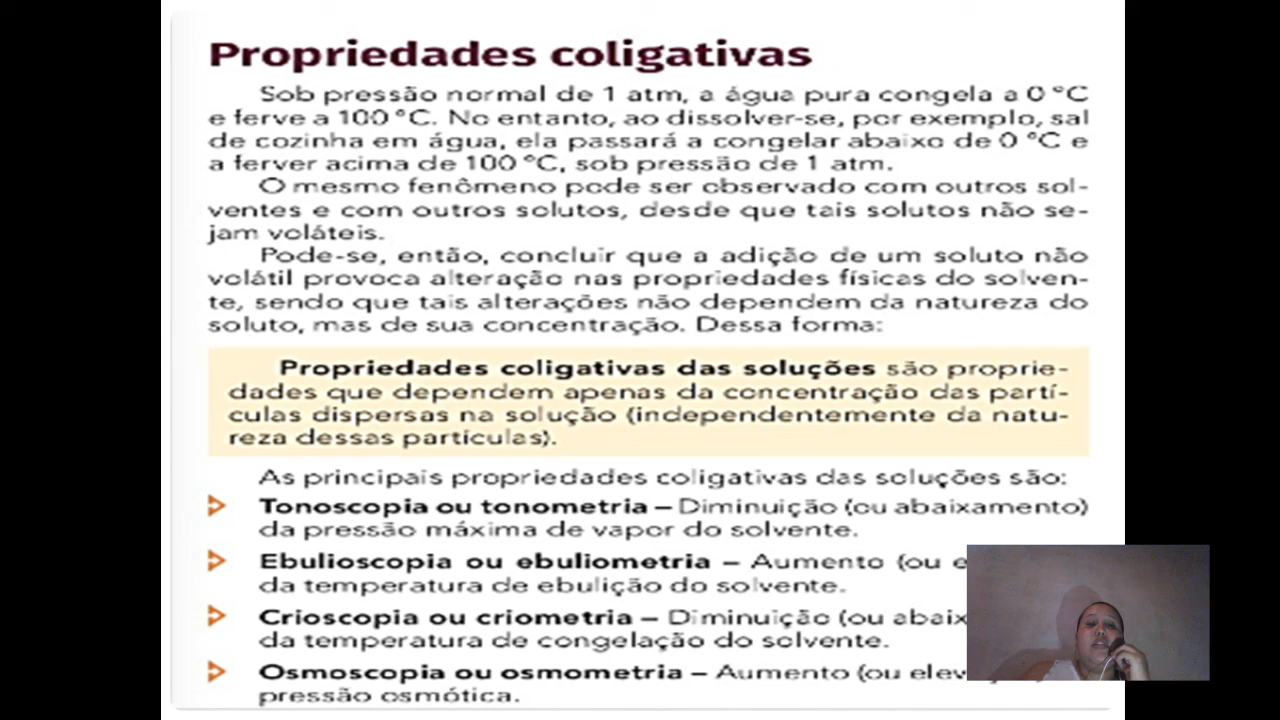 Propriedades coligativas
Sob pressão normal de 1 atm, a água pura congela a 0 °C
e ferve a 100 °C. No entanto, ao dissolver-se, por exemplo, sal
de cozinha em água, ela passará a congelar abaixo de 0 °C e
a ferver acima de 100 °C, sob pressão de 1 atm.
O mesmo fenômeno pode ser observado com outros sol-
ventes e com outros solutos, desde que tais solutos não se-
jam voláteis.
Pode-se, então, concluir que a adição de um soluto não
volátil provoca alteração nas propriedades físicas do solven-
te, sendo que tais alterações não dependem da natureza do
soluto, mas de sua concentração. Dessa forma:
Propriedades coligativas das soluções são proprie-
dades que dependem apenas da concentração das partí-
culas dispersas na solução (independentemente da natu-
reza dessas partículas).
As principais propriedades coligativas das soluções são:
Tonoscopia ou tonometria – Diminuição (ou abaixamento)
da pressão máxima de vapor do solvente.
Ebulioscopia ou ebuliometria – Aumento (ou
da temperatura de ebulição do solvente.
Crioscopia ou criometria – Diminuição (ou
da temperatura de congelação do solvente.
Osmoscopia ou osmometria – Aumento (ou
pressão osmótica.